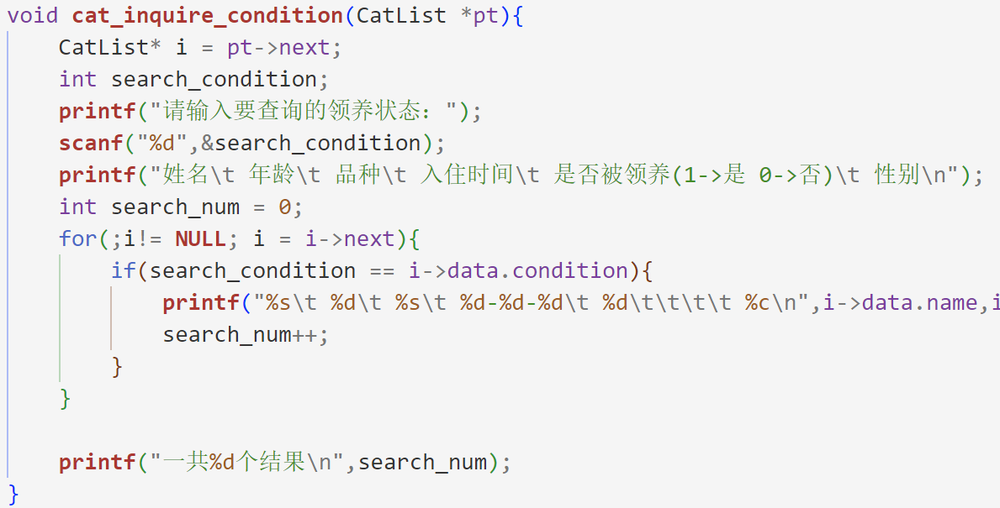 void cat_inquire_condition(CatList *pt){
    CatList* i = pt->next;
    int search_condition;
    printf("请输入要查询的领养状态：");
    scanf("%d",&search_condition);
    printf("姓名\t 年龄\t 品种\t 入住时间\t 是否被领养(1->是 0->否)\t 性别\n");
    int search_num = 0;
    for(;i!= NULL; i = i->next){
        if(search_condition == i->data.condition){
            printf("%s\t %d\t %s\t %d-%d-%d\t %d\t\t\t\t %c\n",i->data.name,i
            search_num++;
        }
    }
    printf("一共%d个结果\n",search_num);
}